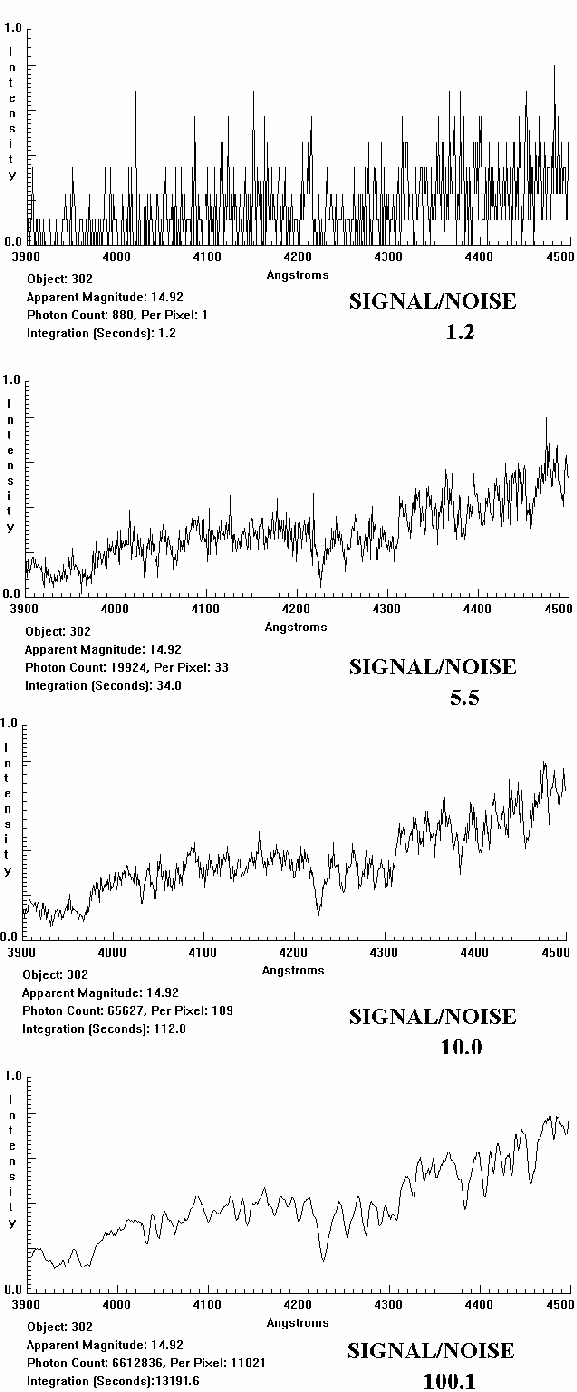 1.0
Intensity
0.0
3900 4000 4100 4200 4300 4400 4500
Angstroms
Object: 302
Apparent Magnitude: 14.92
Photon Count: 880, Per Pixel: 1
Integration (Seconds): 1.2
SIGNAL/NOISE
1.2
1.0
Intensity
0.0
3900 4000 4100 4200 4300 4400 4500
Angstroms
Object: 302
Apparent Magnitude: 14.92
Photon Count: 19924, Per Pixel: 33
Integration (Seconds): 34.0
SIGNAL/NOISE
5.5
1.0
Intensity
0.0
3900 4000 4100 4200 4300 4400 4500
Angstroms
Object: 302
Apparent Magnitude: 14.92
Photon Count: 65627, Per Pixel: 109
Integration (Seconds): 112.0
SIGNAL/NOISE
10.0
1.0
Intensity
0.0
3900 4000 4100 4200 4300 4400 4500
Angstroms
Object: 302
Apparent Magnitude: 14.92
Photon Count: 6612836, Per Pixel: 11021
Integration (Seconds):13191.6
SIGNAL/NOISE
100.1